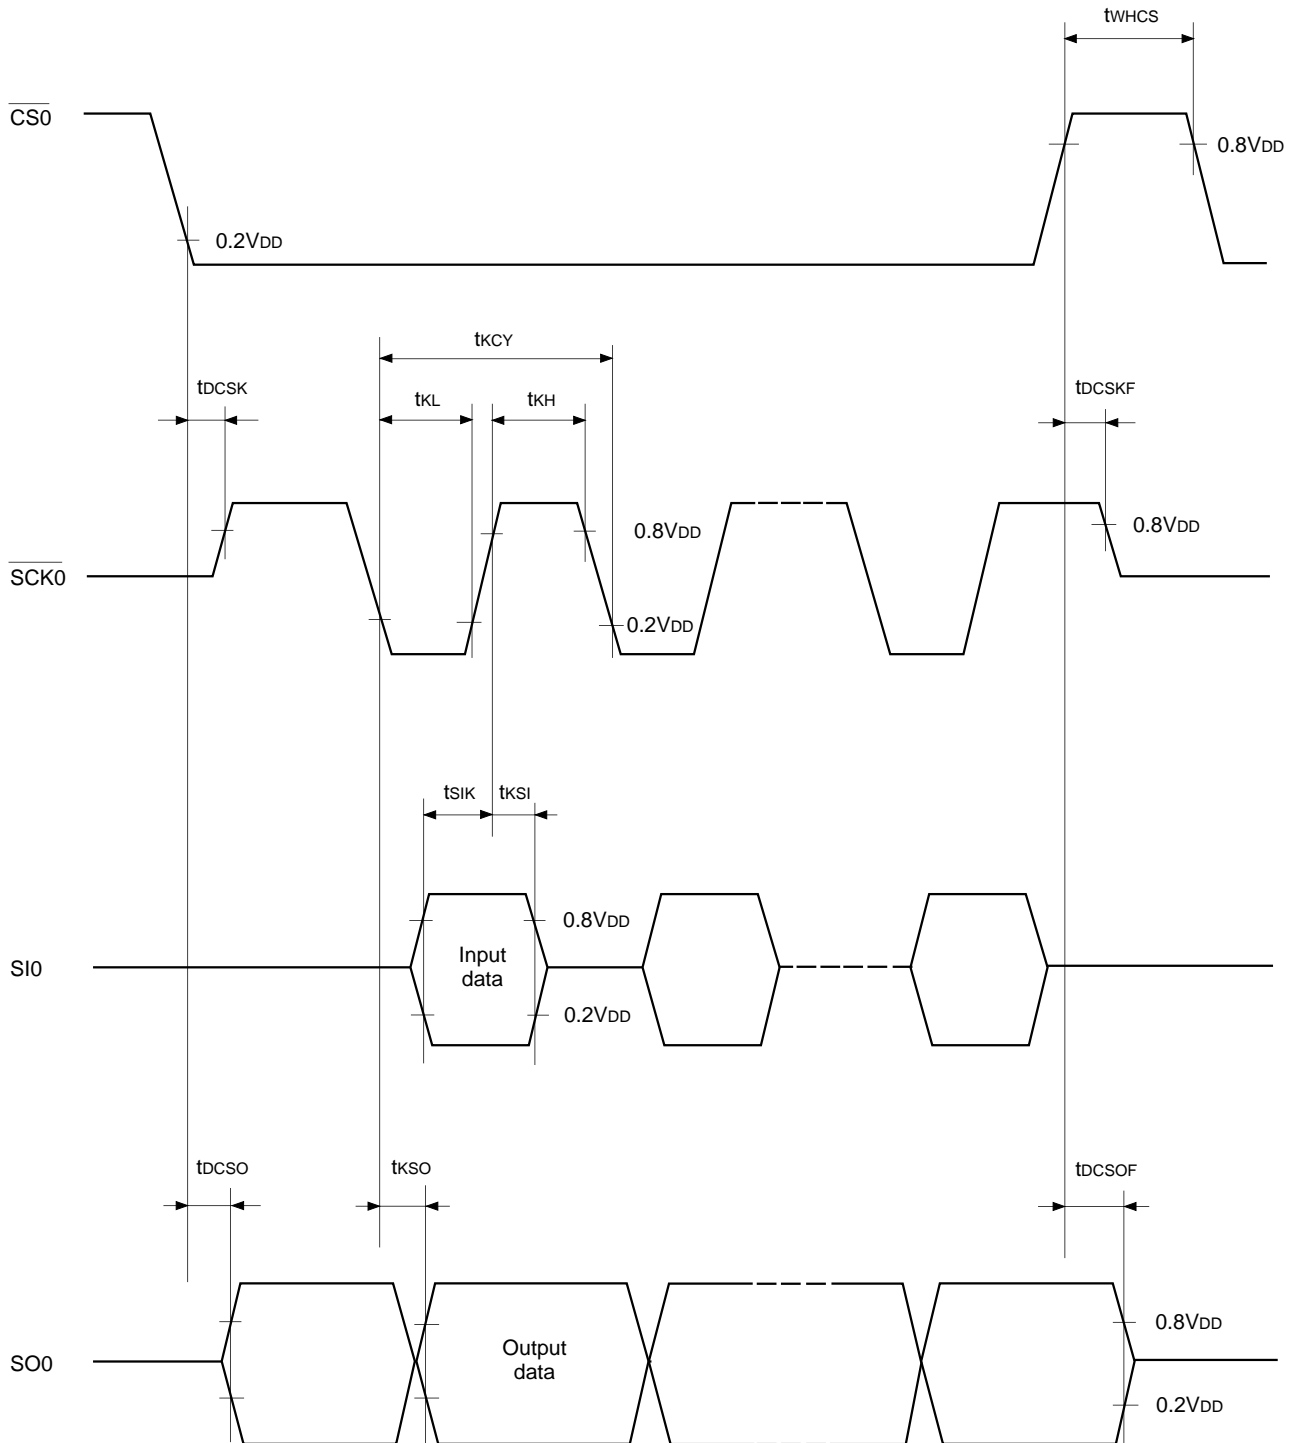 tWHCS
CS0
0.8VDD
0.2VDD
tKCY
tDCSK
tKL
tKH
tDCSKF
0.8VDD
0.8VDD
SCK0
0.2VDD
tSIK
tKSI
0.8VDD
Input
data
SI0
0.2VDD
tDCSO
tKSO
tDCSOF
0.8VDD
Output
data
SO0
0.2VDD